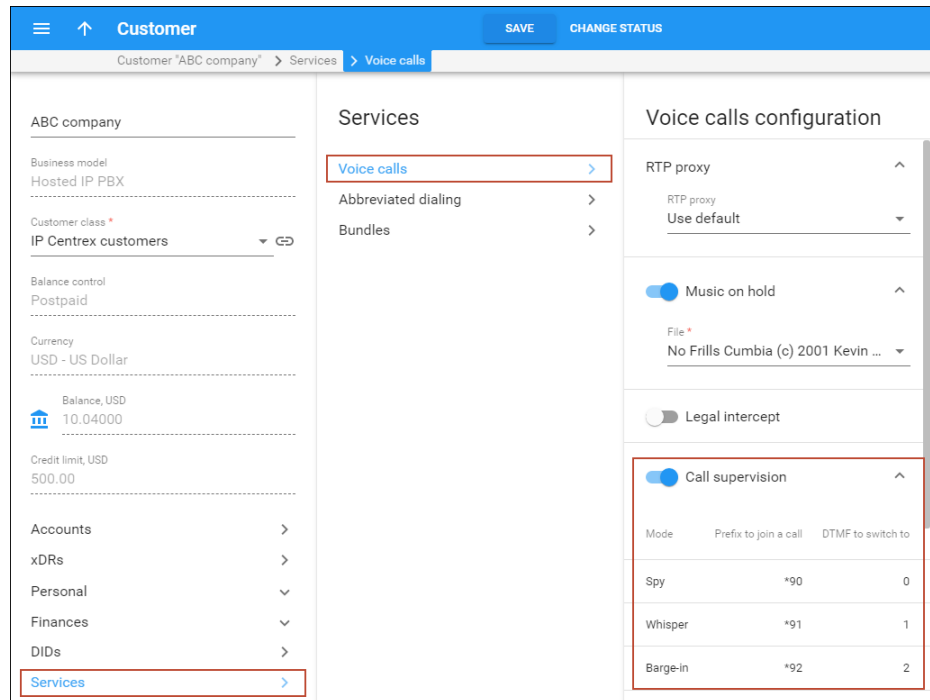 Customer
SAVE
CHANGE STATUS
Customer "ABC company" > Services > Voice calls
ABC company
Business model
Hosted IP PBX
Customer class *
IP Centrex customers
Balance control
Postpaid
Currency
USD - US Dollar
Balance, USD
10.04000
Credit limit, USD
500.00
Accounts
xDRs
Personal
Finances
DIDs
Services
Services
Voice calls
Abbreviated dialing
Bundles
Voice calls configuration
RTP proxy
RTP proxy
Use default
Music on hold
File *
No Frills Cumbia (c) 2001 Kevin ...
Legal intercept
Call supervision
Mode Prefix to join a call DTMF to switch to
Spy *90 0
Whisper *91 1
Barge-in *92 2